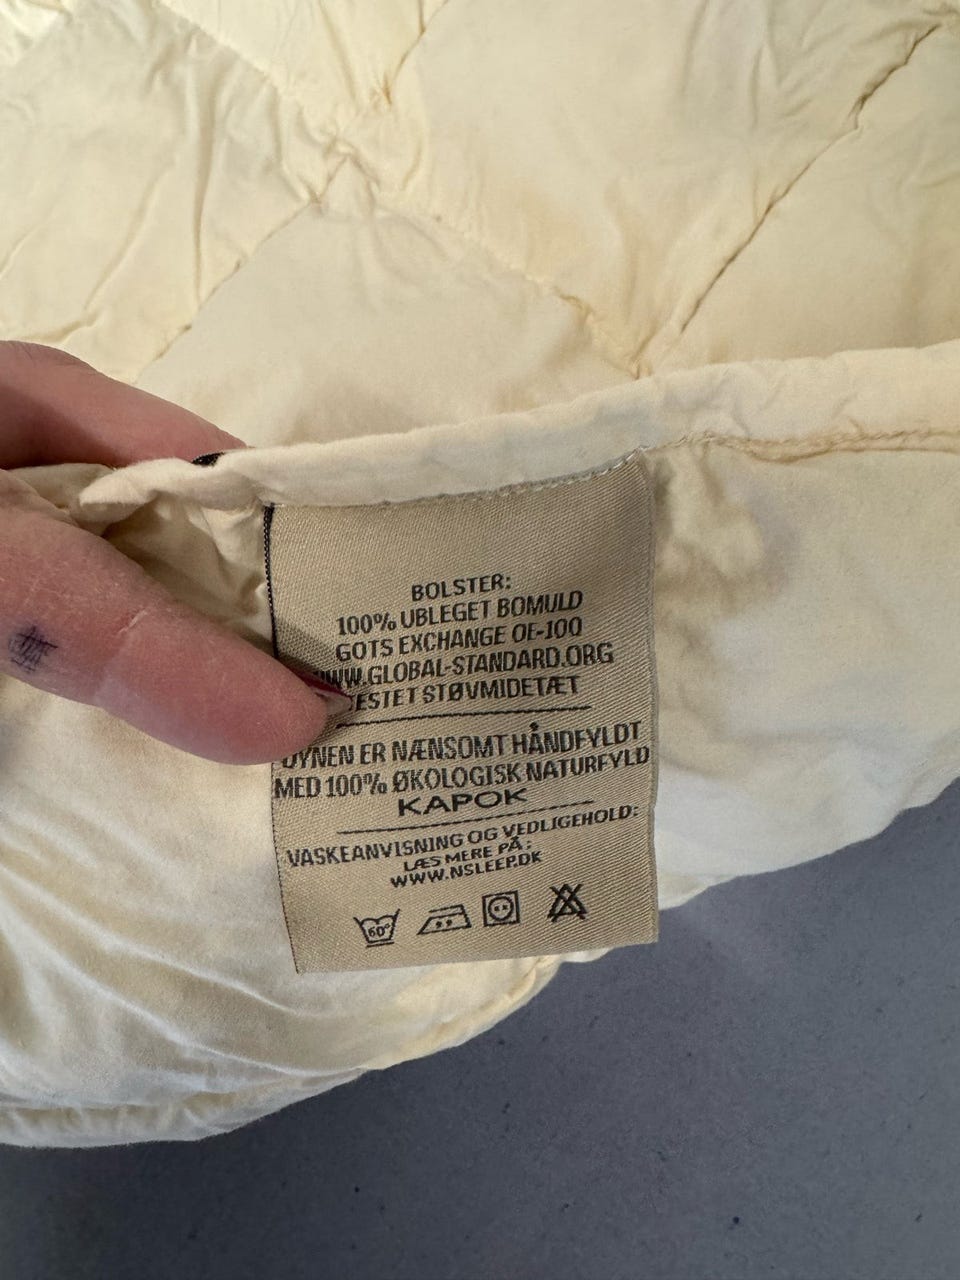 BOLSTER:
100% UBLEGET BOMULD
GOTS EXCHANGE OE-100
WWW.GLOBAL-STANDARD.ORG
TESTET STØVMIDETÆT
DYNEN ER NÆNSOMT HÅNDFYLDT
MED 100% ØKOLOGISK NATURFYLD
KAPOK
VASKEANVISNING OG VEDLIGEHOLD:
LÆS MERE PÅ:
WWW.NSLEEP.DK
60°